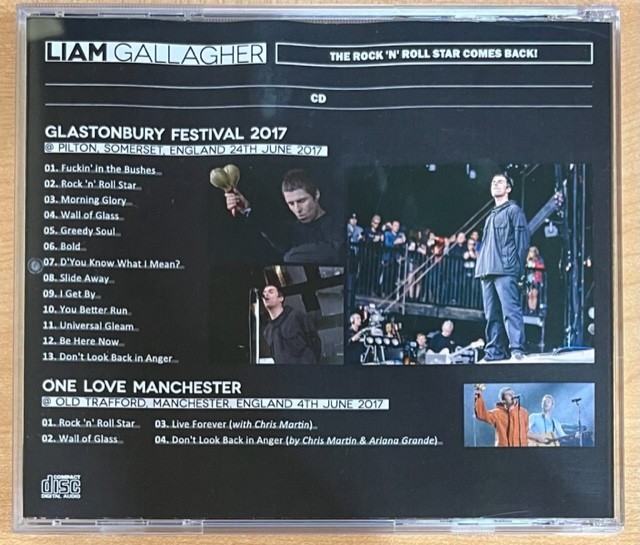 LIAM GALLAGHER
THE ROCK 'N' ROLL STAR COMES BACK!
CD
GLASTONBURY FESTIVAL 2017
@ PILTON, SOMERSET, ENGLAND 24TH JUNE 2017
01. Fuckin' in the Bushes
02. Rock 'n' Roll Star
03. Morning Glory
04. Wall of Glass
05. Greedy Soul
06. Bold
07. D'You Know What I Mean?
08. Slide Away
09. I Get By
10. You Better Run
11. Universal Gleam
12. Be Here Now
13. Don't Look Back in Anger
ONE LOVE MANCHESTER
@ OLD TRAFFORD, MANCHESTER, ENGLAND 4TH JUNE 2017
01. Rock 'n' Roll Star
02. Wall of Glass
03. Live Forever (with Chris Martin)
04. Don't Look Back in Anger (by Chris Martin & Ariana Grande)
COMPACT
disc
DIGITAL AUDIO